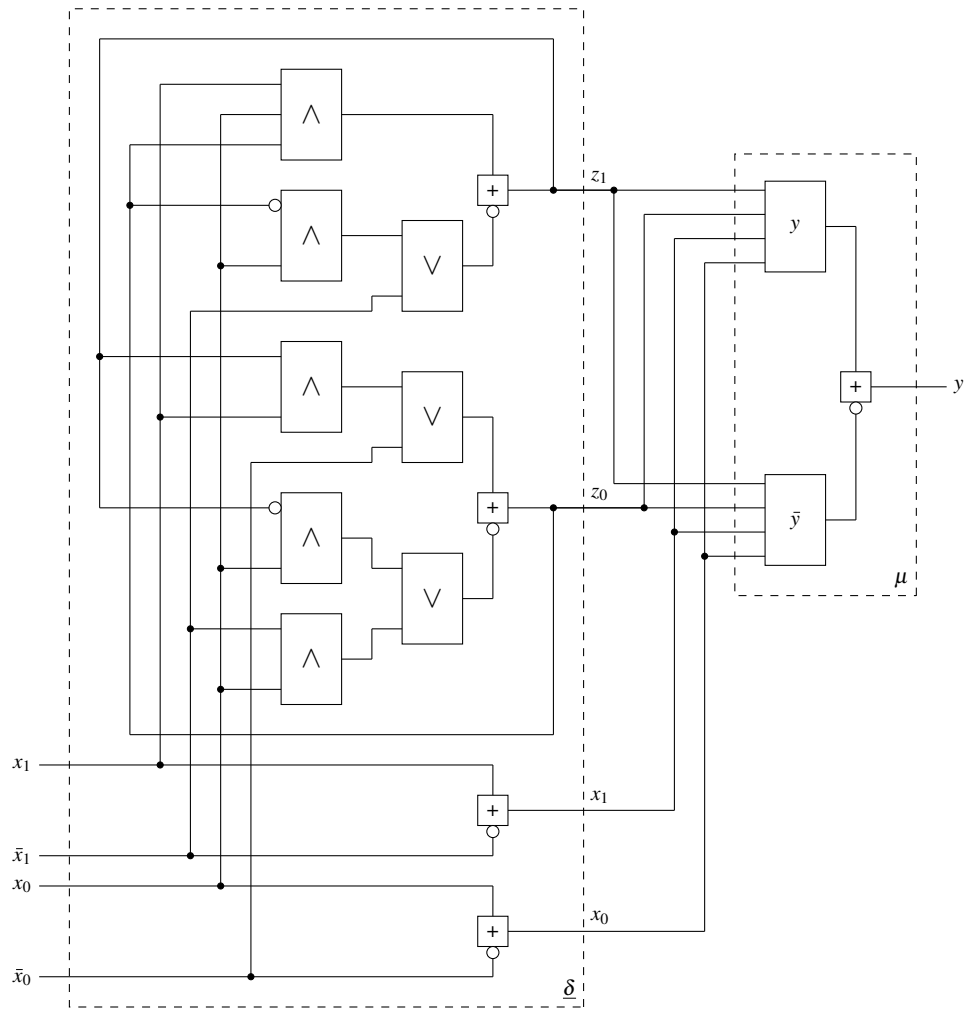 ∧
+
z₁
∧
∨
y
∧
∨
+
y
∧
+
z₀
ȳ
∨
μ
∧
x₁
+
x₁
x̄₁
x₀
+
x₀
x̄₀
δ̲